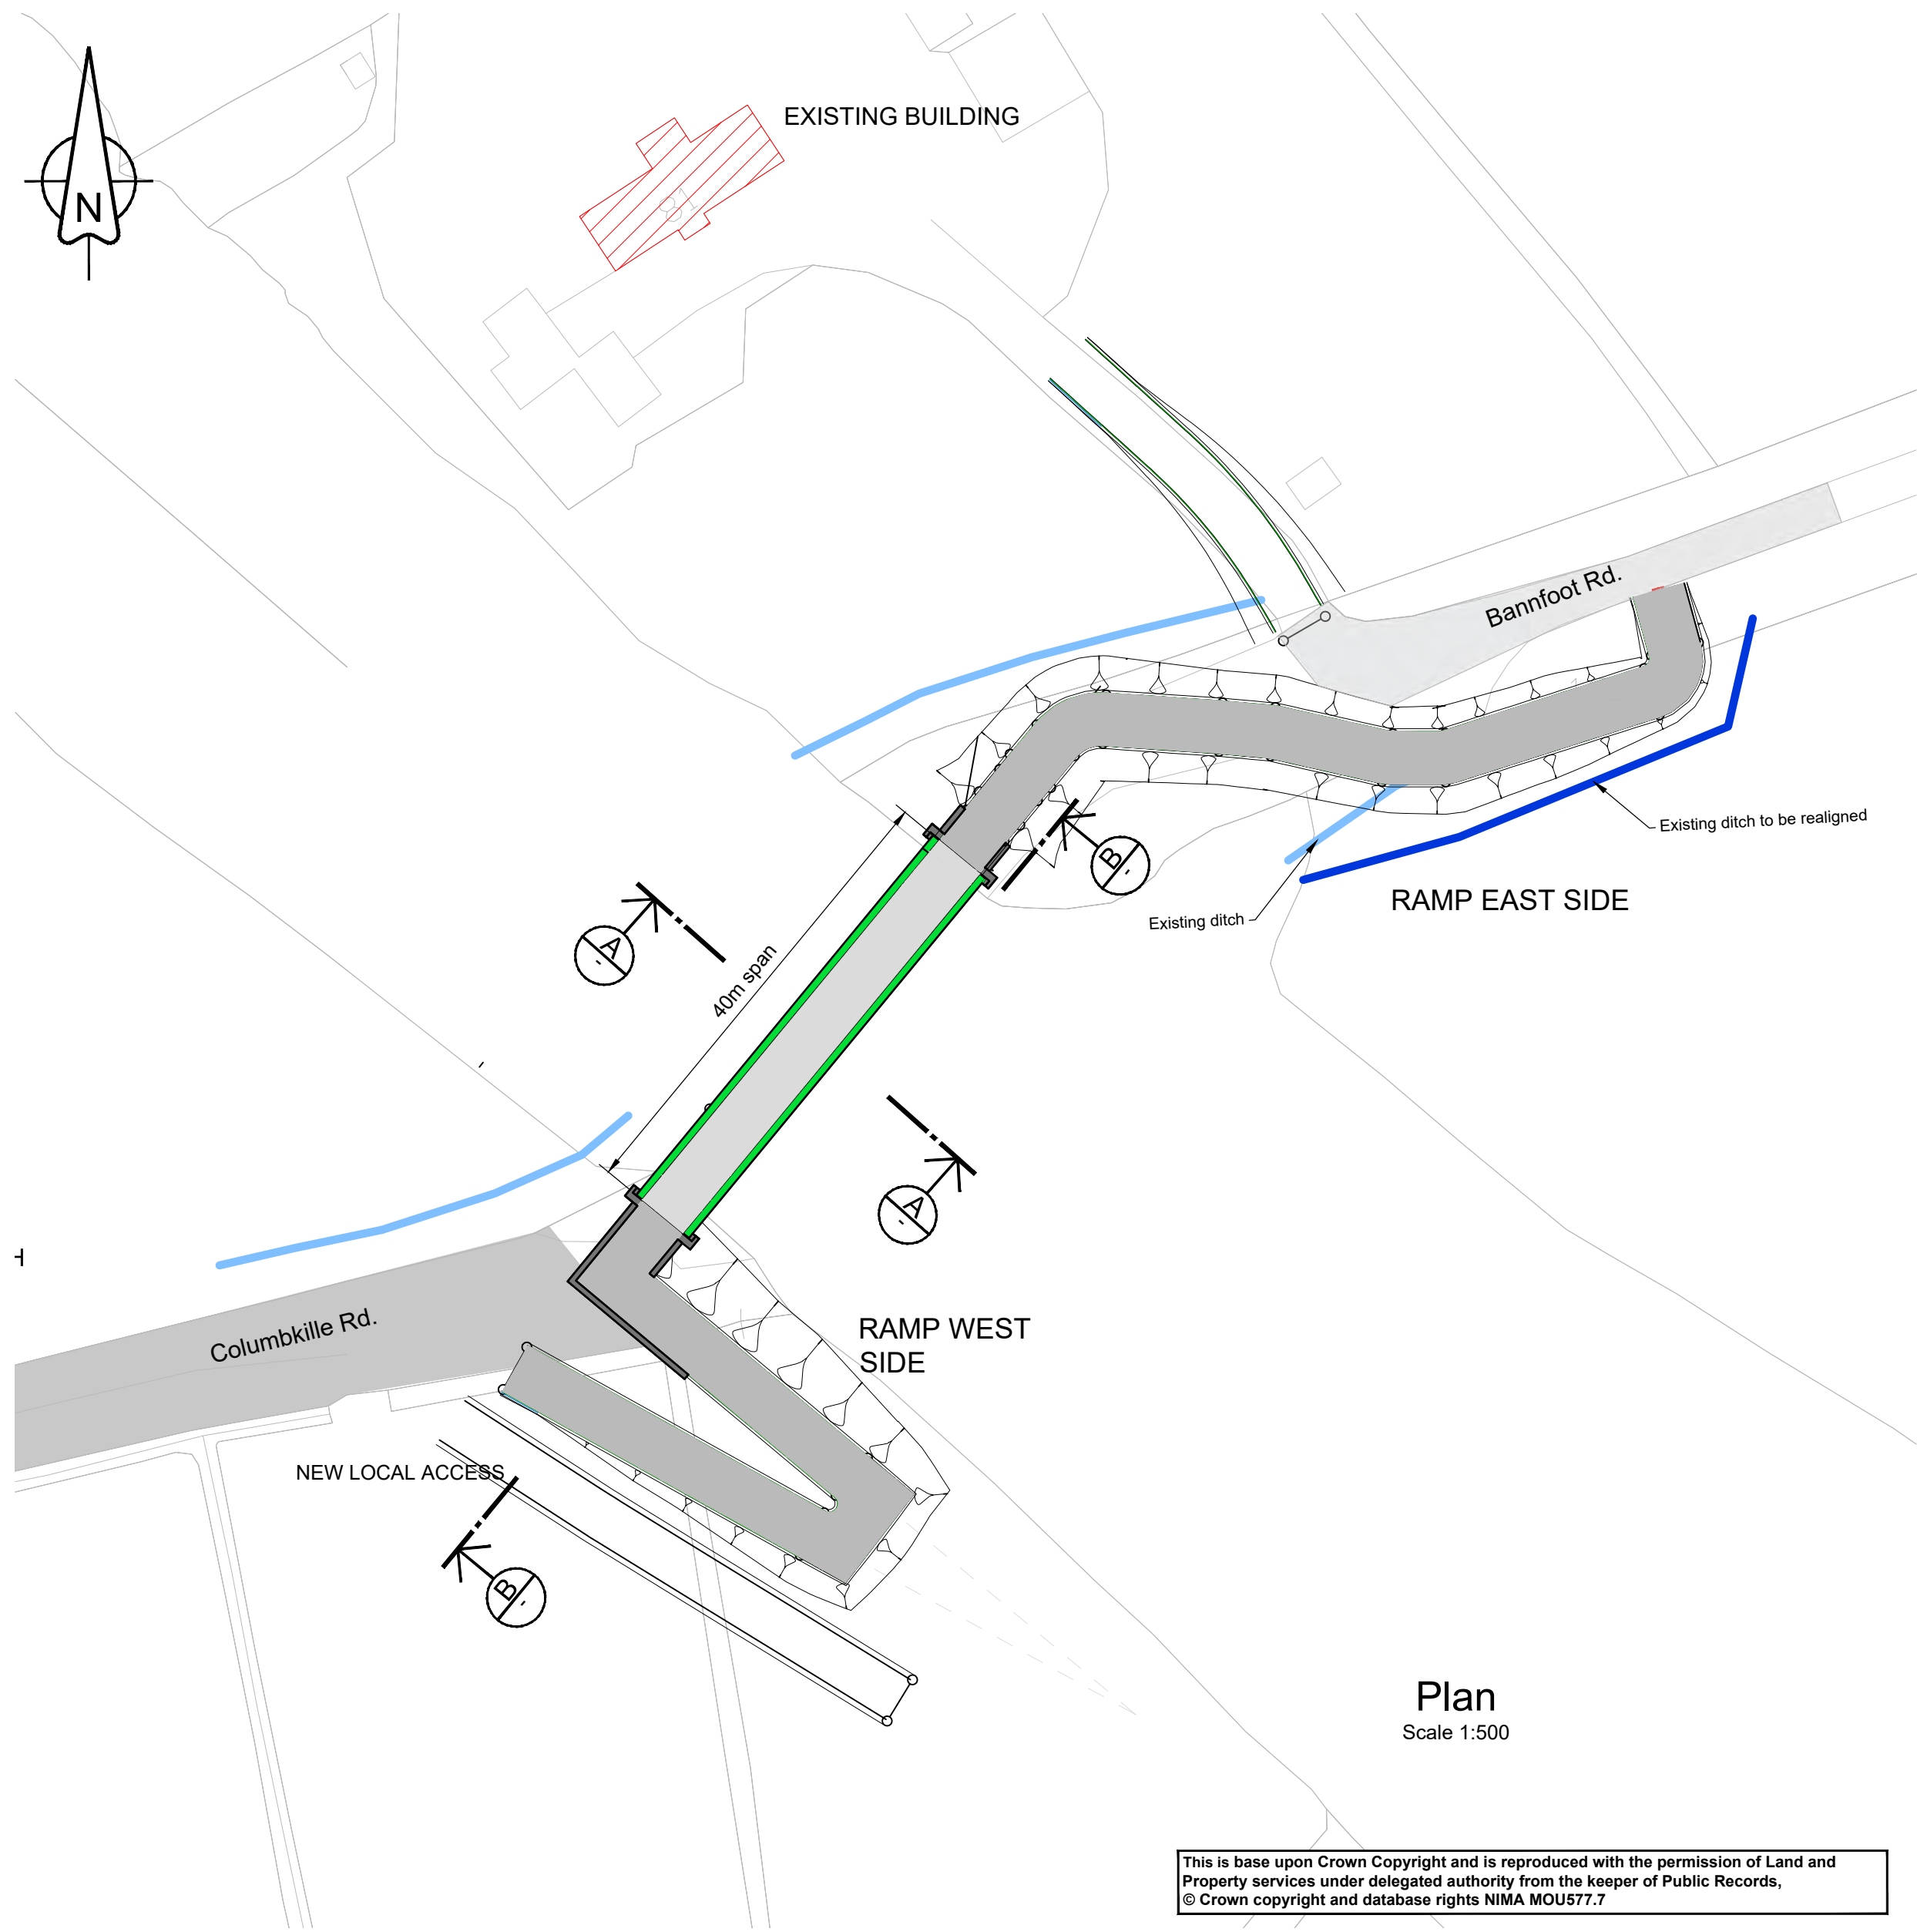 EXISTING BUILDING
N
81
Bannfoot Rd.
Existing ditch to be realigned
RAMP EAST SIDE
Existing ditch
B
-
A
-
40m span
A
-
H
Columbkille Rd.
RAMP WEST
SIDE
NEW LOCAL ACCESS
B
-
Plan
Scale 1:500
This is base upon Crown Copyright and is reproduced with the permission of Land and
Property services under delegated authority from the keeper of Public Records,
© Crown copyright and database rights NIMA MOU577.7